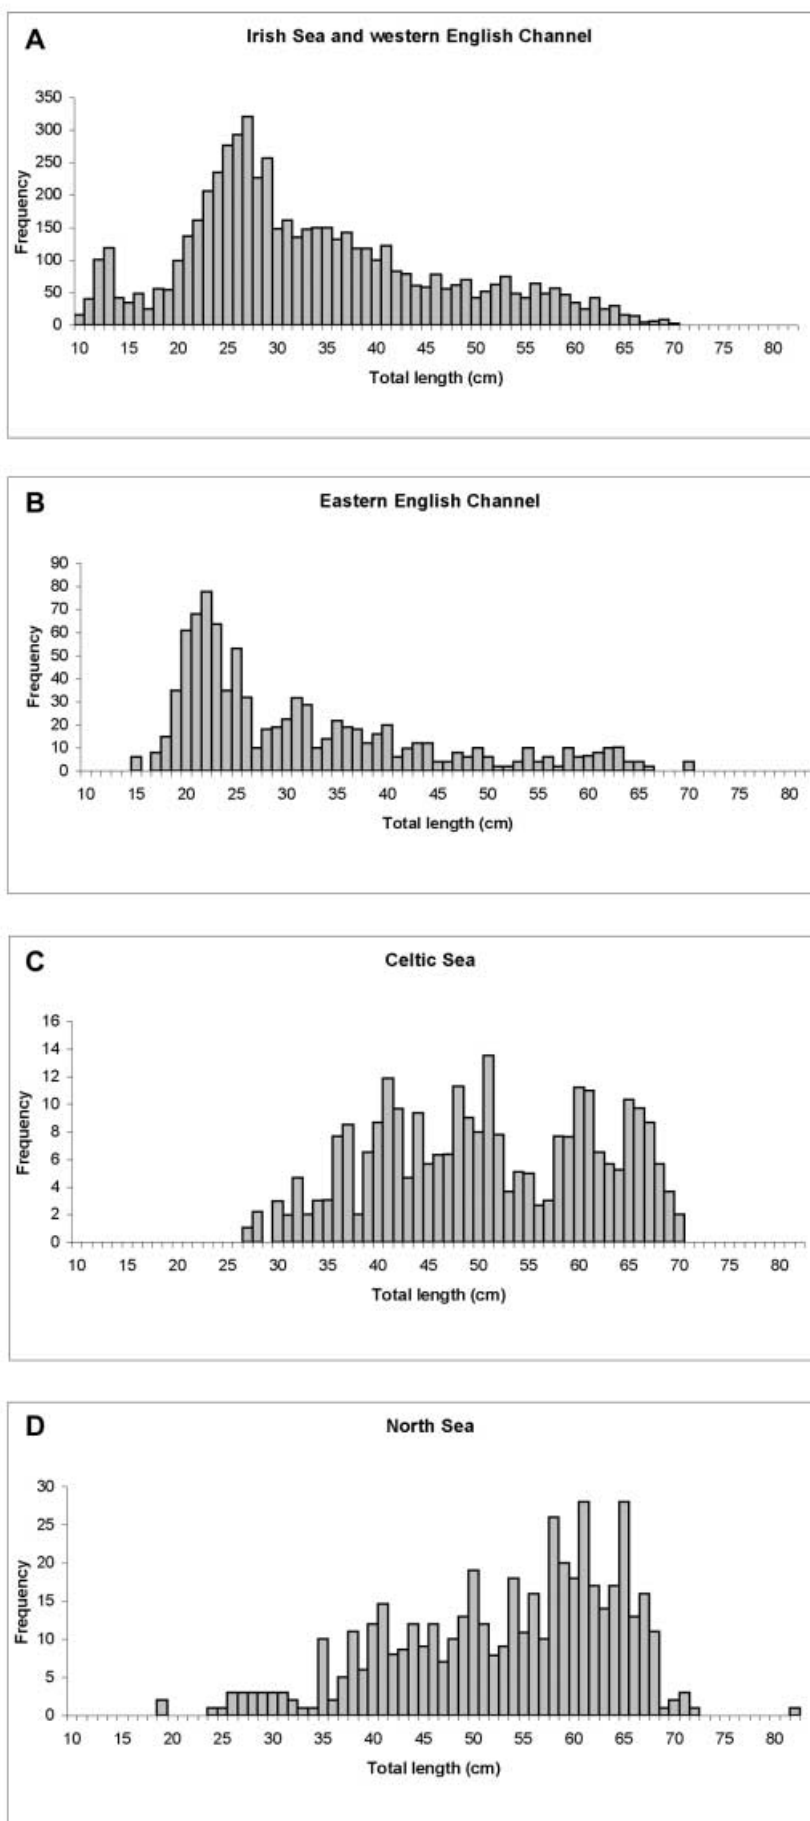 A
Irish Sea and western English Channel
350
300
250
200
150
100
50
0
Frequency
10 15 20 25 30 35 40 45 50 55 60 65 70 75 80
Total length (cm)
B
Eastern English Channel
90
80
70
60
50
40
30
20
10
0
Frequency
10 15 20 25 30 35 40 45 50 55 60 65 70 75 80
Total length (cm)
C
Celtic Sea
16
14
12
10
8
6
4
2
0
Frequency
10 15 20 25 30 35 40 45 50 55 60 65 70 75 80
Total length (cm)
D
North Sea
30
25
20
15
10
5
0
Frequency
10 15 20 25 30 35 40 45 50 55 60 65 70 75 80
Total length (cm)